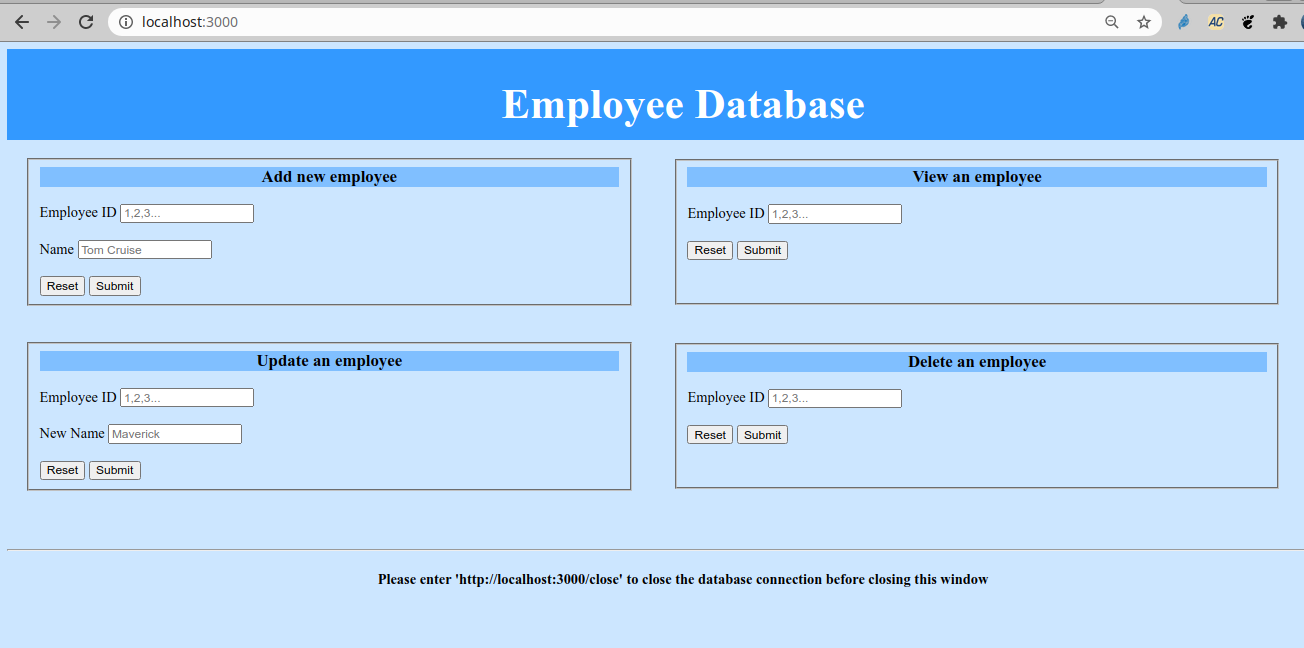 localhost:3000
AC
Employee Database
Add new employee
Employee ID 1,2,3...
Name Tom Cruise
Reset Submit
View an employee
Employee ID 1,2,3...
Reset Submit
Update an employee
Employee ID 1,2,3...
New Name Maverick
Reset Submit
Delete an employee
Employee ID 1,2,3...
Reset Submit
Please enter 'http://localhost:3000/close' to close the database connection before closing this window